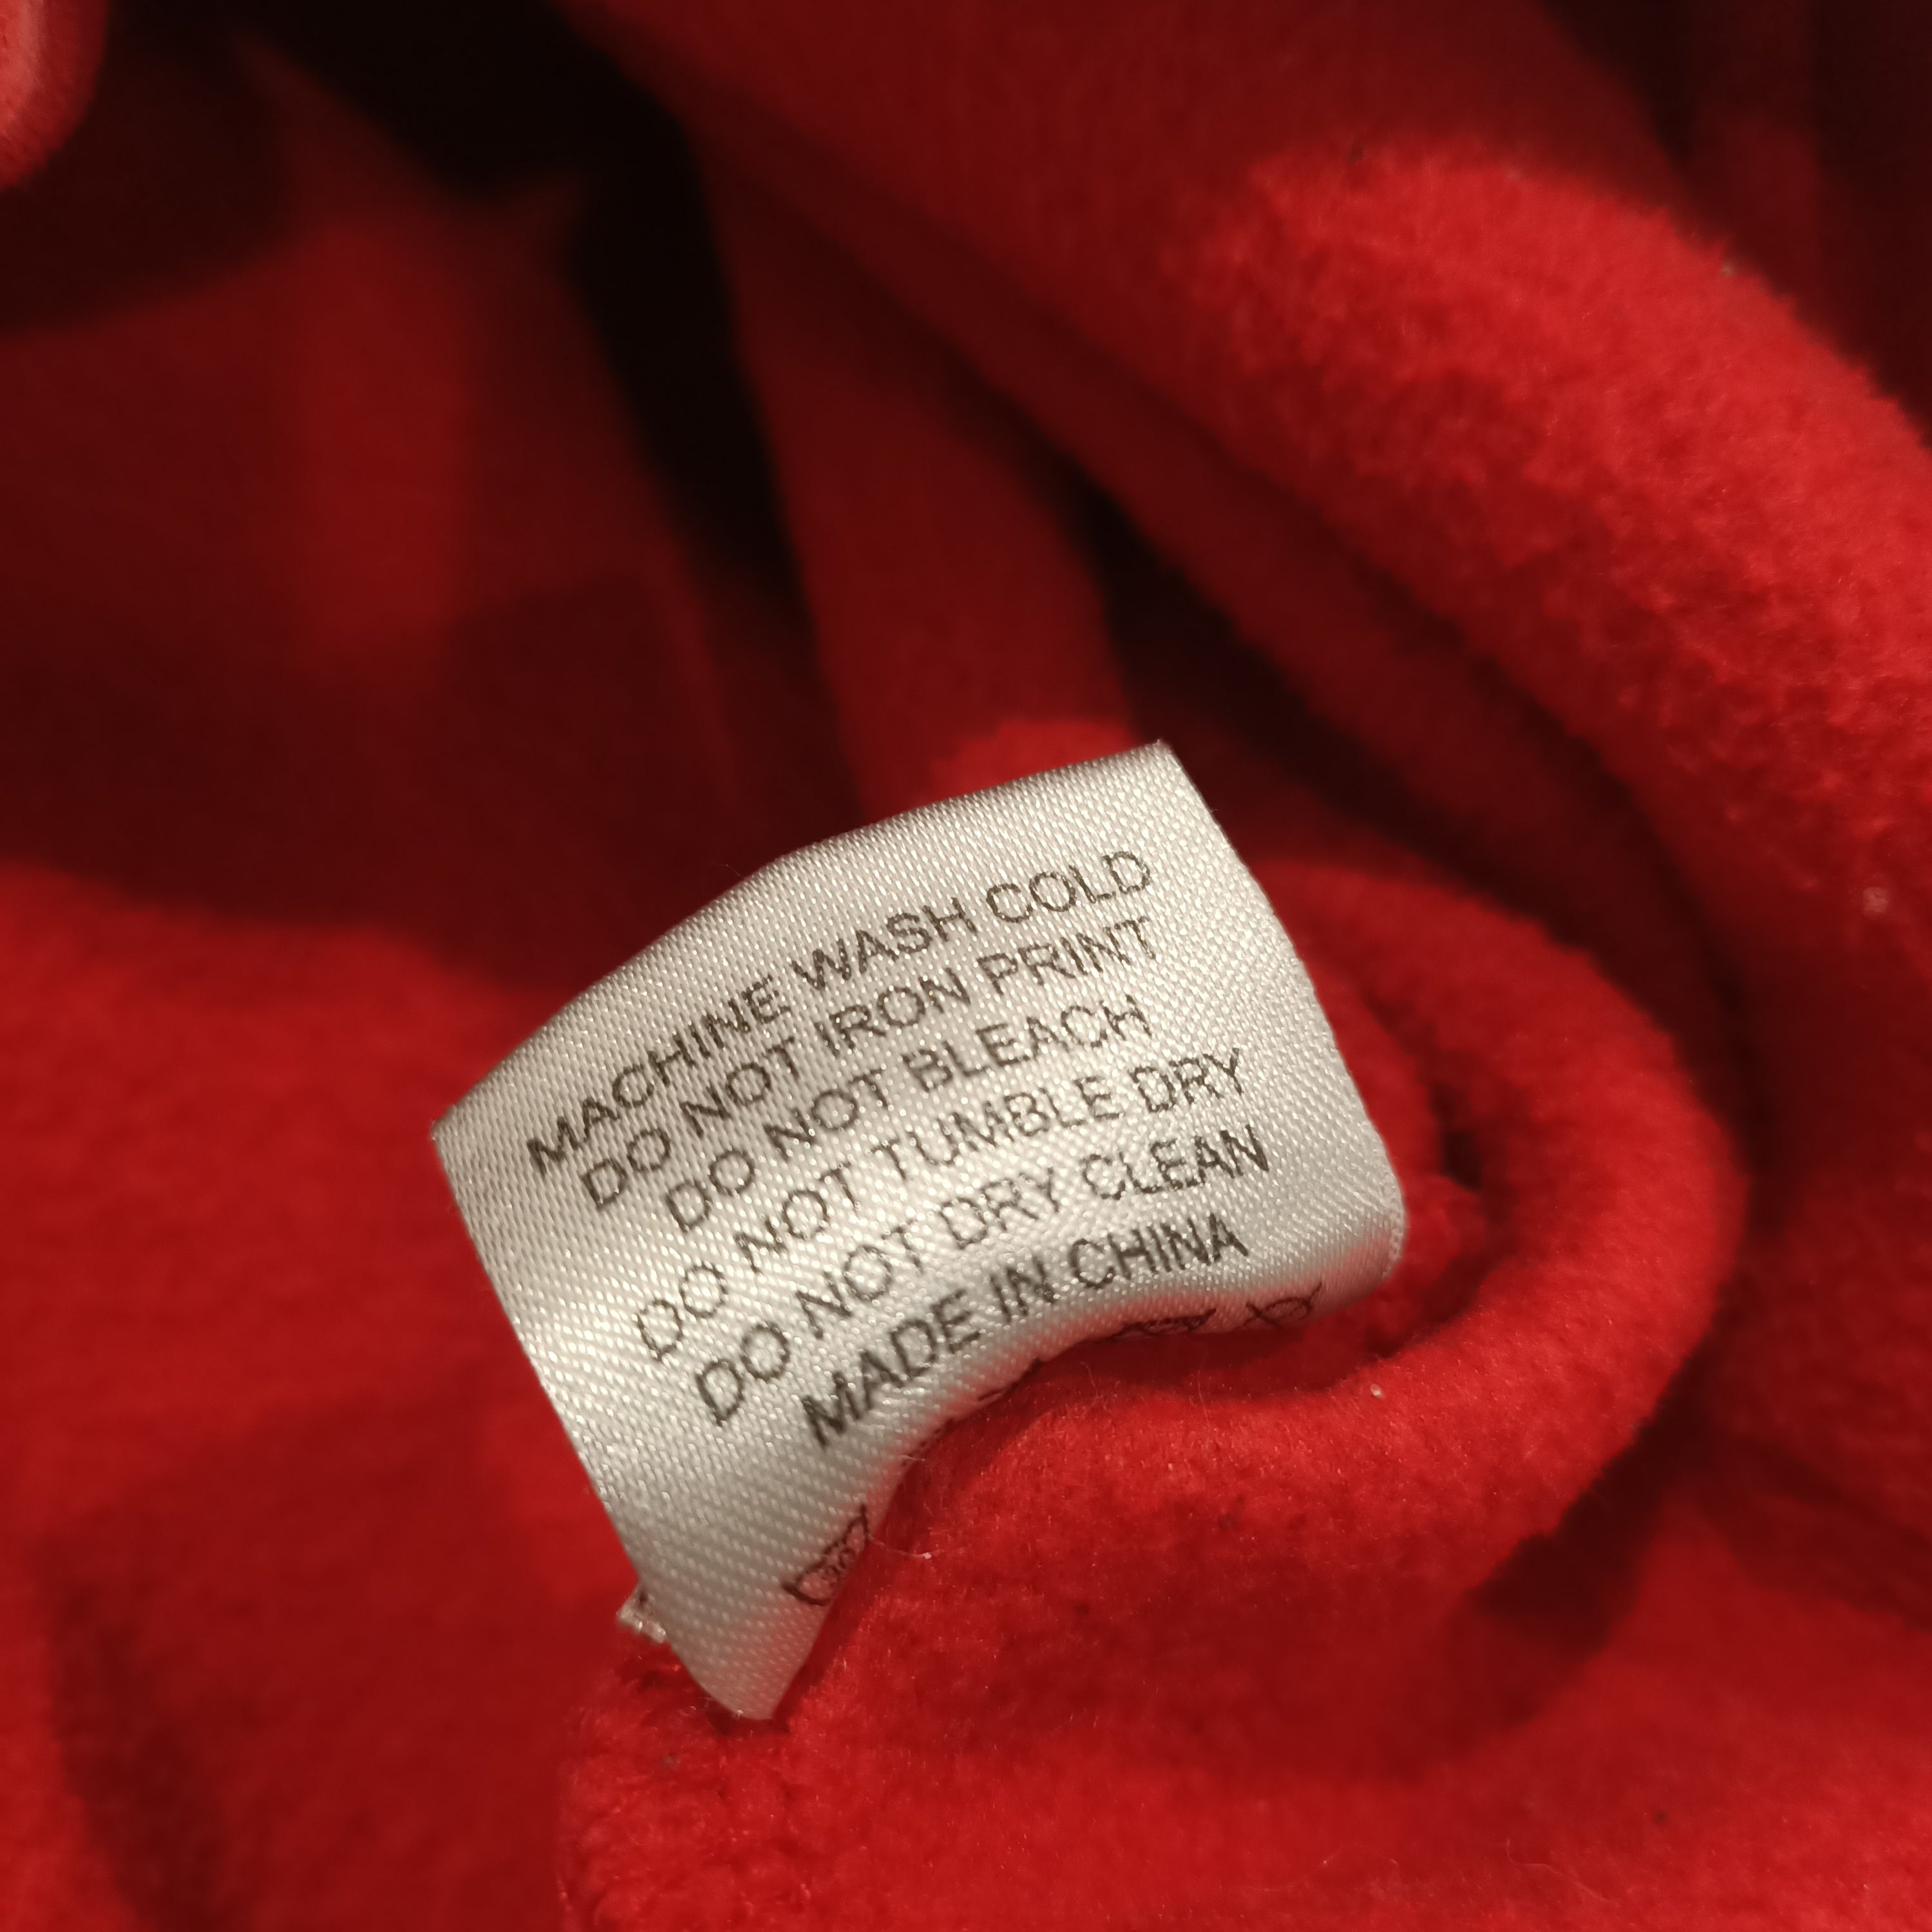 MACHINE WASH COLD
DO NOT IRON PRINT
DO NOT BLEACH
DO NOT TUMBLE DRY
DO NOT DRY CLEAN
MADE IN CHINA